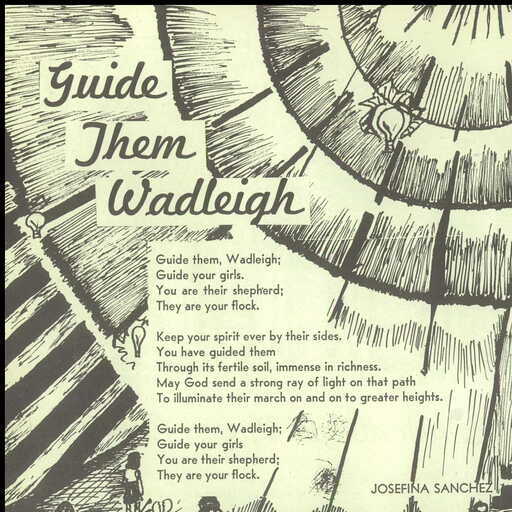 Guide
Them
Wadleigh
Guide them, Wadleigh;
Guide your girls.
You are their shepherd;
They are your flock.
Keep your spirit ever by their sides.
You have guided them
Through its fertile soil, immense in richness.
May God send a strong ray of light on that path
To illuminate their march on and on to greater heights.
Guide them, Wadleigh;
Guide your girls
You are their shepherd;
They are your flock.
JOSEFINA SANCHEZ